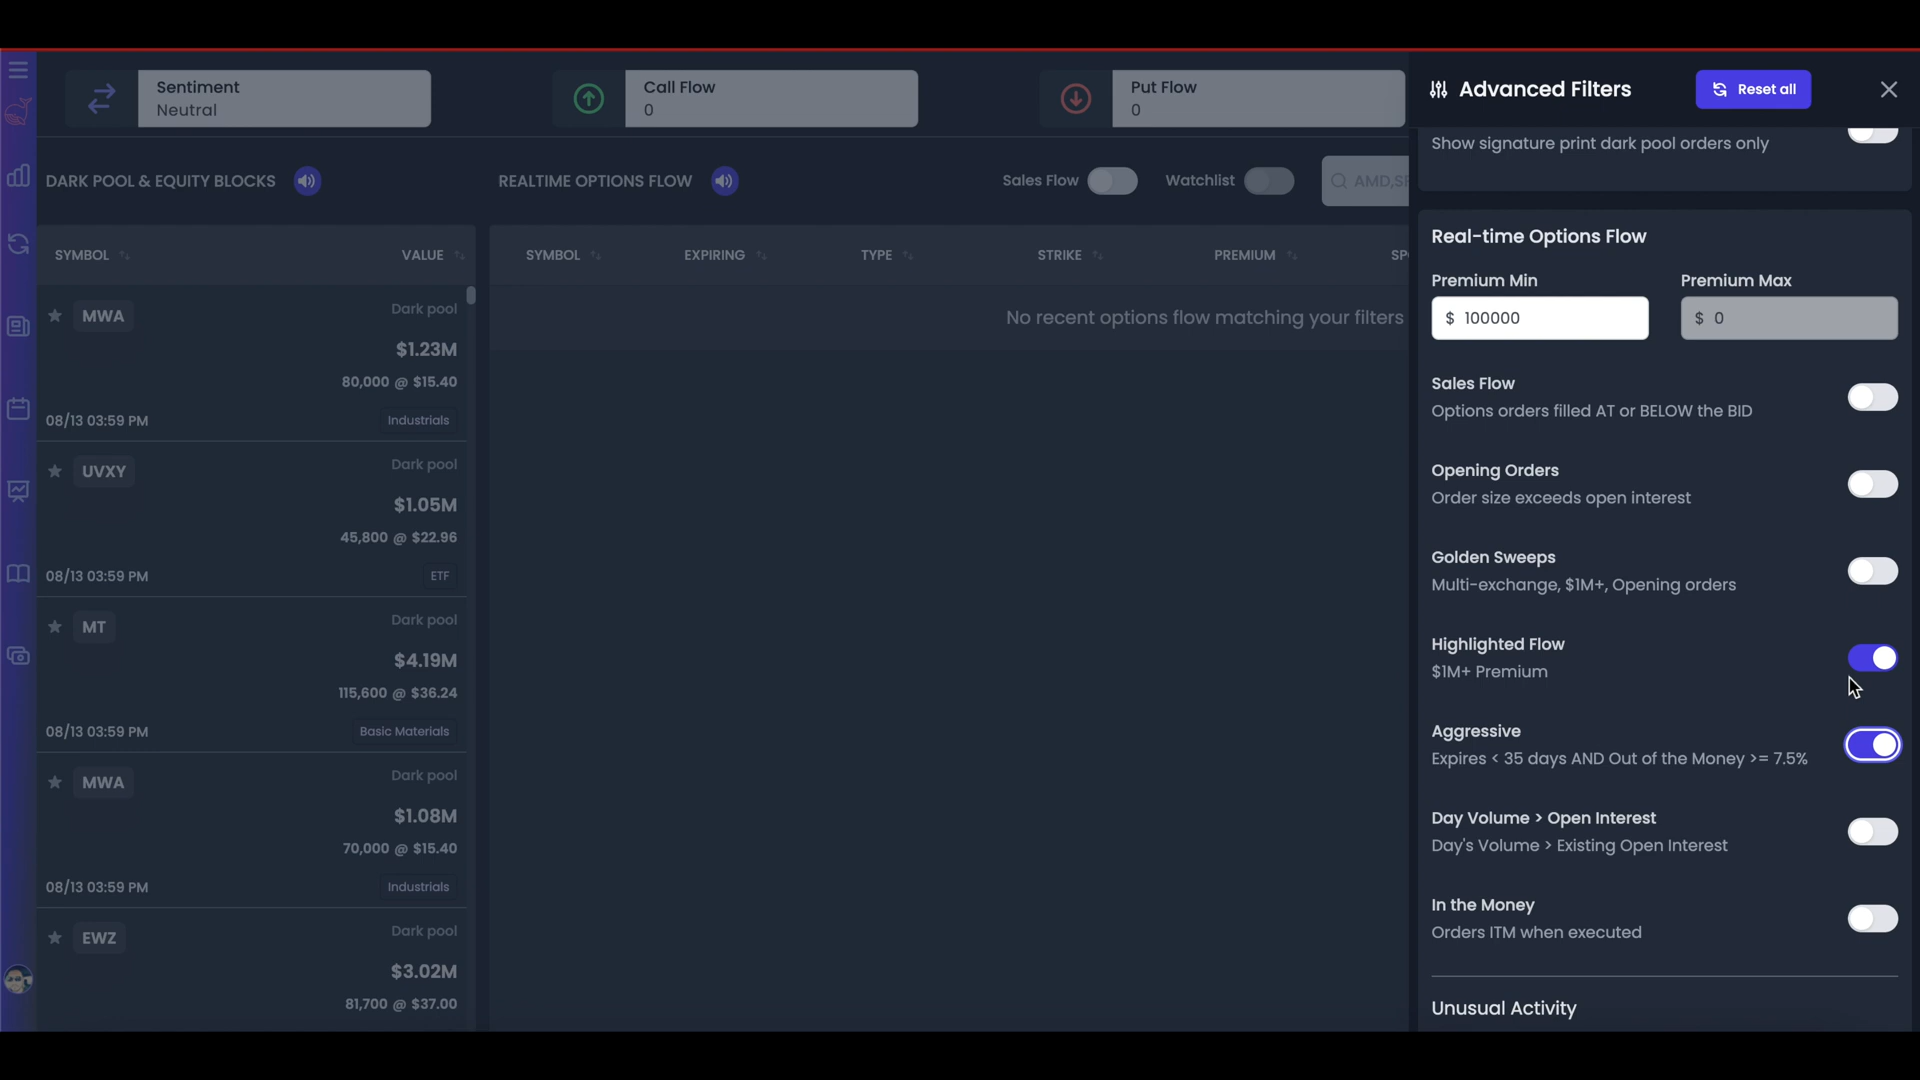 Sentiment
Neutral
Call Flow
0
Put Flow
0
DARK POOL & EQUITY BLOCKS
REALTIME OPTIONS FLOW
Sales Flow
Watchlist
AMD,SP
SYMBOL
VALUE
SYMBOL
EXPIRING
TYPE
STRIKE
PREMIUM
SPO
No recent options flow matching your filters
MWA
Dark pool
$1.23M
80,000 @ $15.40
08/13 03:59 PM
Industrials
UVXY
Dark pool
$1.05M
45,800 @ $22.96
08/13 03:59 PM
ETF
MT
Dark pool
$4.19M
115,600 @ $36.24
08/13 03:59 PM
Basic Materials
MWA
Dark pool
$1.08M
70,000 @ $15.40
08/13 03:59 PM
Industrials
EWZ
Dark pool
$3.02M
81,700 @ $37.00
Advanced Filters
Reset all
Show signature print dark pool orders only
Real-time Options Flow
Premium Min
Premium Max
$ 100000
$ 0
Sales Flow
Options orders filled AT or BELOW the BID
Opening Orders
Order size exceeds open interest
Golden Sweeps
Multi-exchange, $1M+, Opening orders
Highlighted Flow
$1M+ Premium
Aggressive
Expires < 35 days AND Out of the Money >= 7.5%
Day Volume > Open Interest
Day's Volume > Existing Open Interest
In the Money
Orders ITM when executed
Unusual Activity